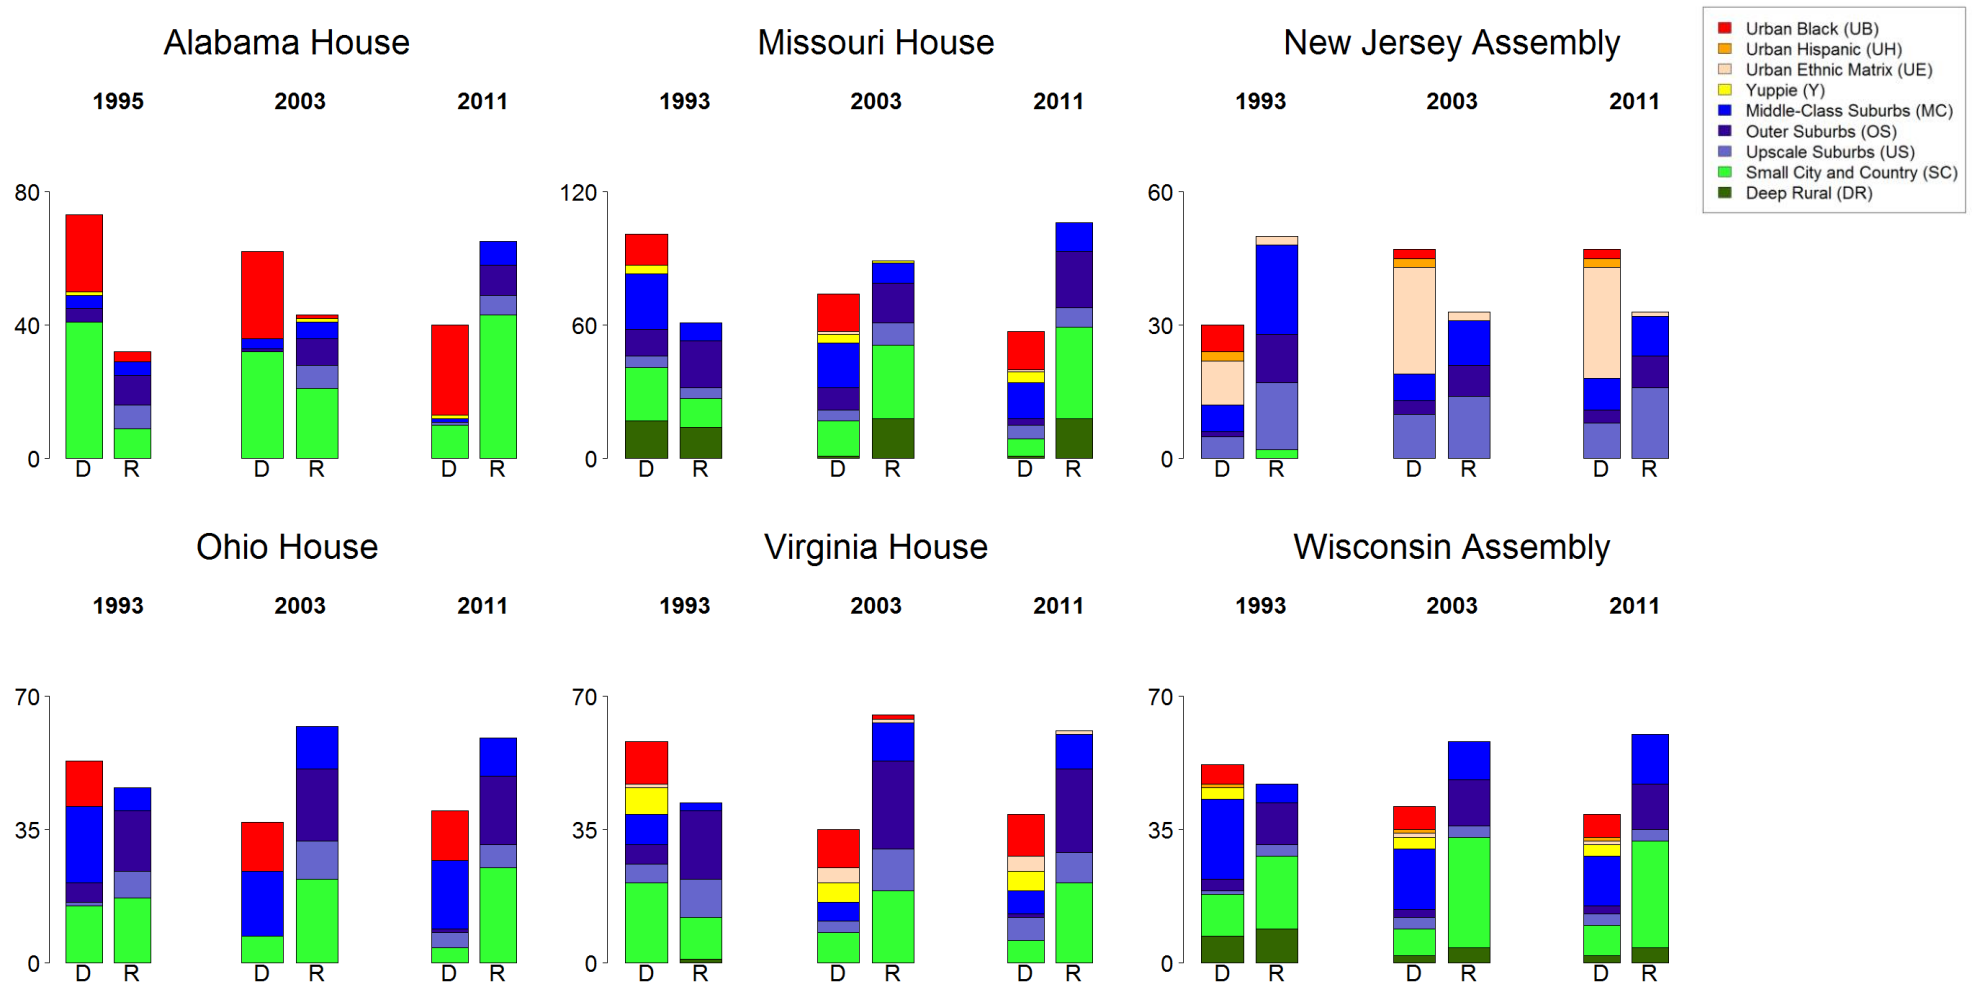 Alabama House
Missouri House
New Jersey Assembly
Urban Black (UB)
Urban Hispanic (UH)
Urban Ethnic Matrix (UE)
Yuppie (Y)
Middle-Class Suburbs (MC)
Outer Suburbs (OS)
Upscale Suburbs (US)
Small City and Country (SC)
Deep Rural (DR)
1995 2003 2011
1993 2003 2011
1993 2003 2011
80
40
0
D R D R D R
120
60
0
D R D R D R
60
30
0
D R D R D R
Ohio House
Virginia House
Wisconsin Assembly
1993 2003 2011
1993 2003 2011
1993 2003 2011
70
35
0
D R D R D R
70
35
0
D R D R D R
70
35
0
D R D R D R